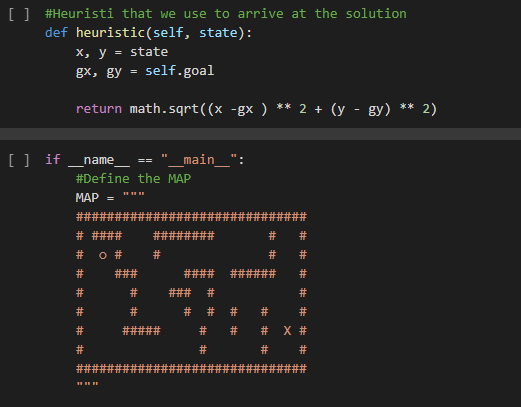 [ ] #Heuristi that we use to arrive at the solution
def heuristic(self, state):
    x, y = state
    gx, gy = self.goal
    return math.sqrt((x -gx ) ** 2 + (y - gy) ** 2)
[ ] if __name__ == "__main__":
    #Define the MAP
    MAP = """
    ##############################
    # ####    ########       #   #
    #  o #    #              #   #
    #    ###      ####  ######   #
    #      #    ###  #           #
    #      #      #  #  #   #    #
    #     #####     #   #   #  X #
    #               #       #    #
    ##############################
    """